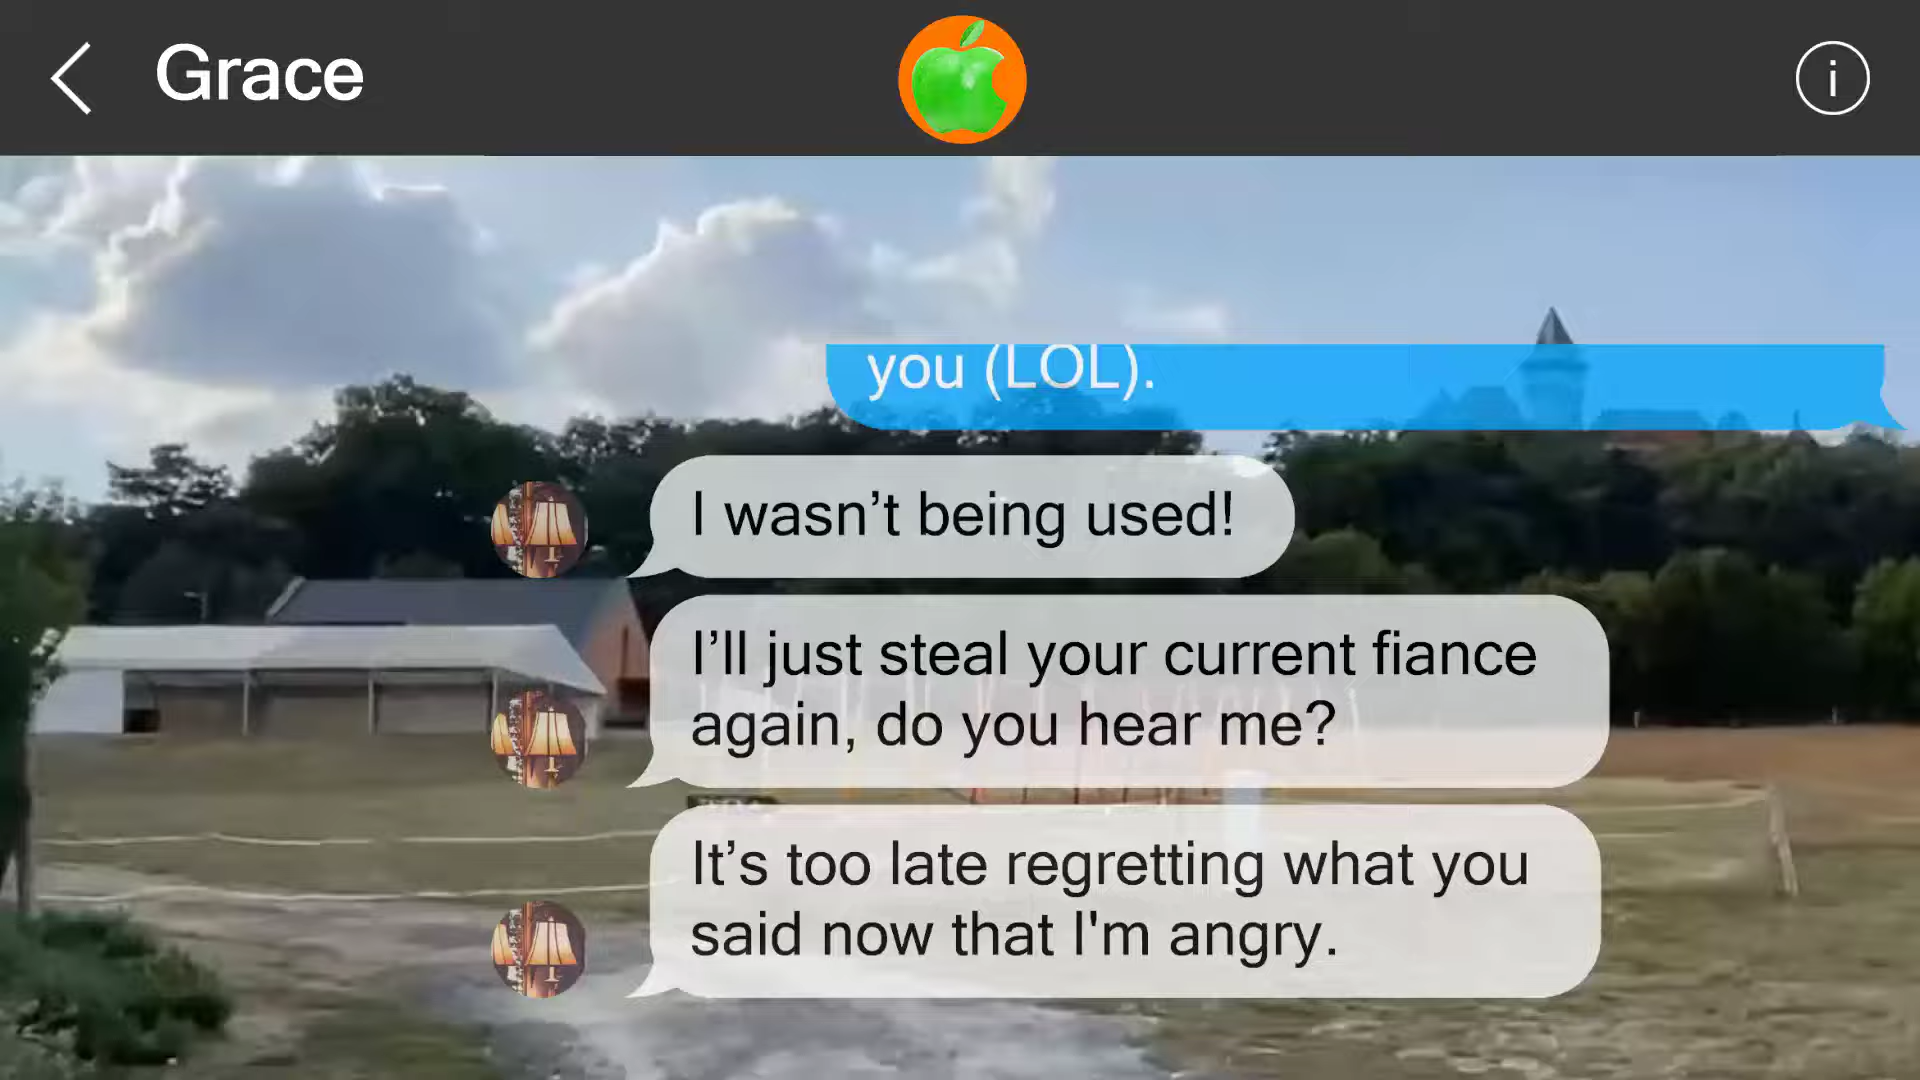 Grace
you (LOL).
I wasn’t being used!
I’ll just steal your current fiance
again, do you hear me?
It’s too late regretting what you
said now that I'm angry.